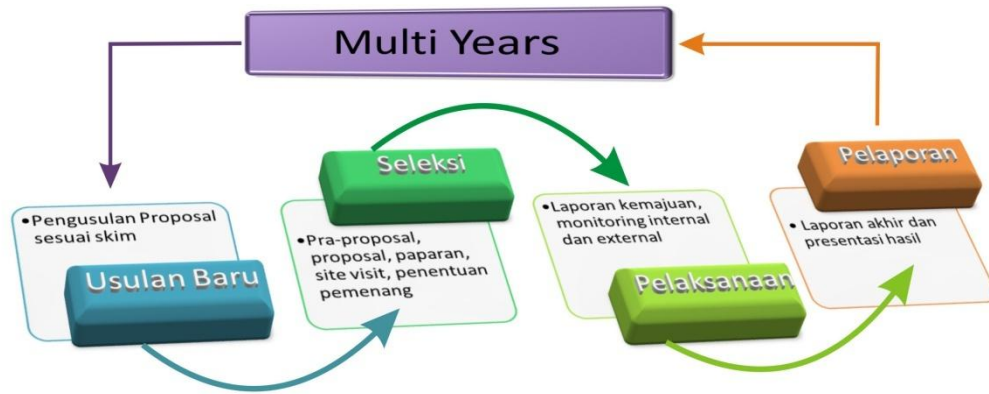 Multi Years
•Pengusulan Proposal
sesuai skim
Usulan Baru
Seleksi
•Pra-proposal,
proposal, paparan,
site visit, penentuan
pemenang
•Laporan kemajuan,
monitoring internal
dan external
Pelaksanaan
Pelaporan
• Laporan akhir dan
presentasi hasil